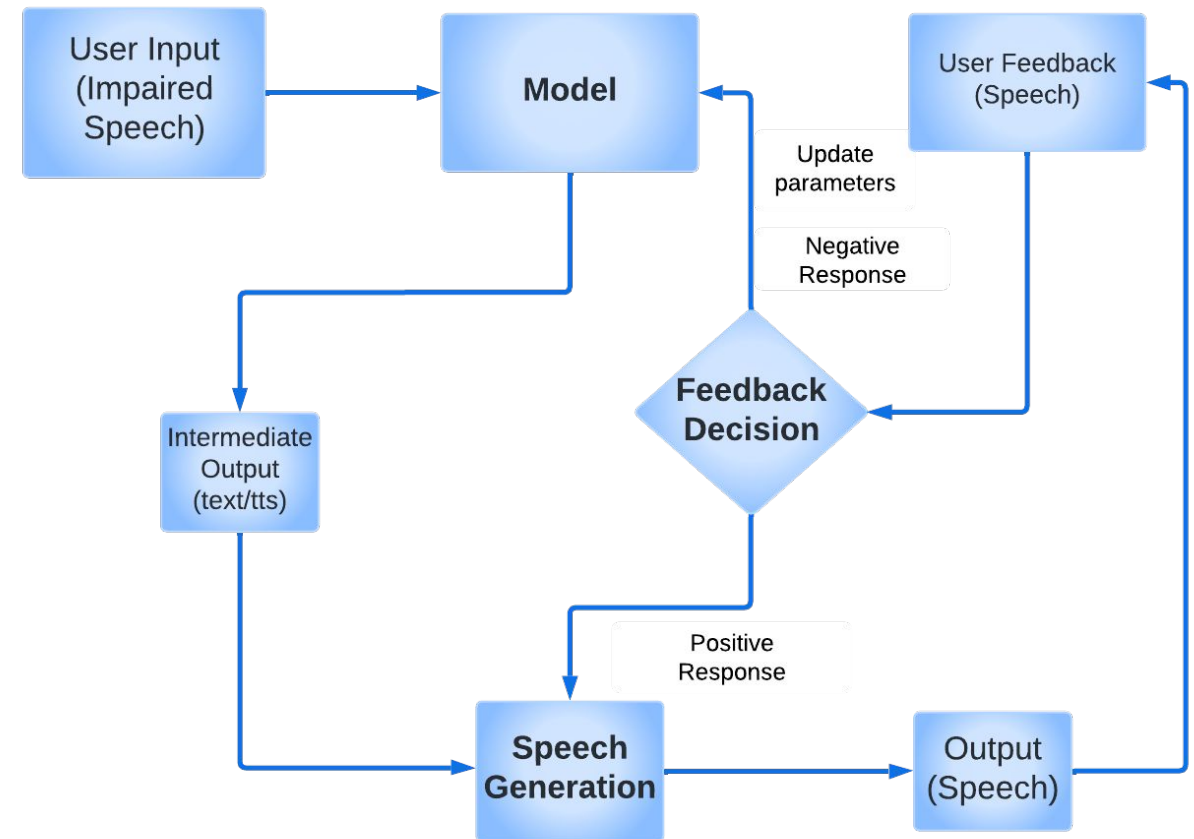 User Input
(Impaired
Speech)
Model
User Feedback
(Speech)
Update
parameters
Negative
Response
Feedback
Decision
Intermediate
Output
(text/tts)
Positive
Response
Speech
Generation
Output
(Speech)